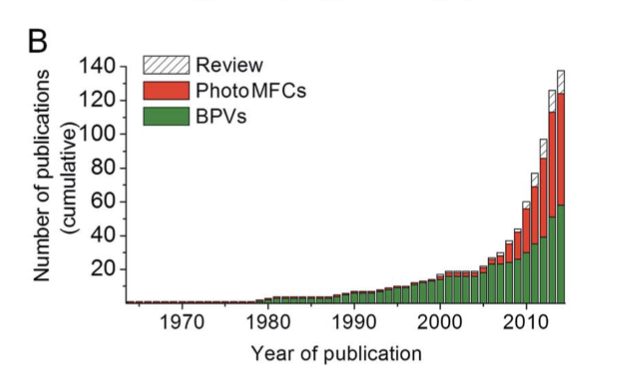 B
Review
PhotoMFCs
BPVs
Number of publications
(cumulative)
140
120
100
80
60
40
20
1970 1980 1990 2000 2010
Year of publication